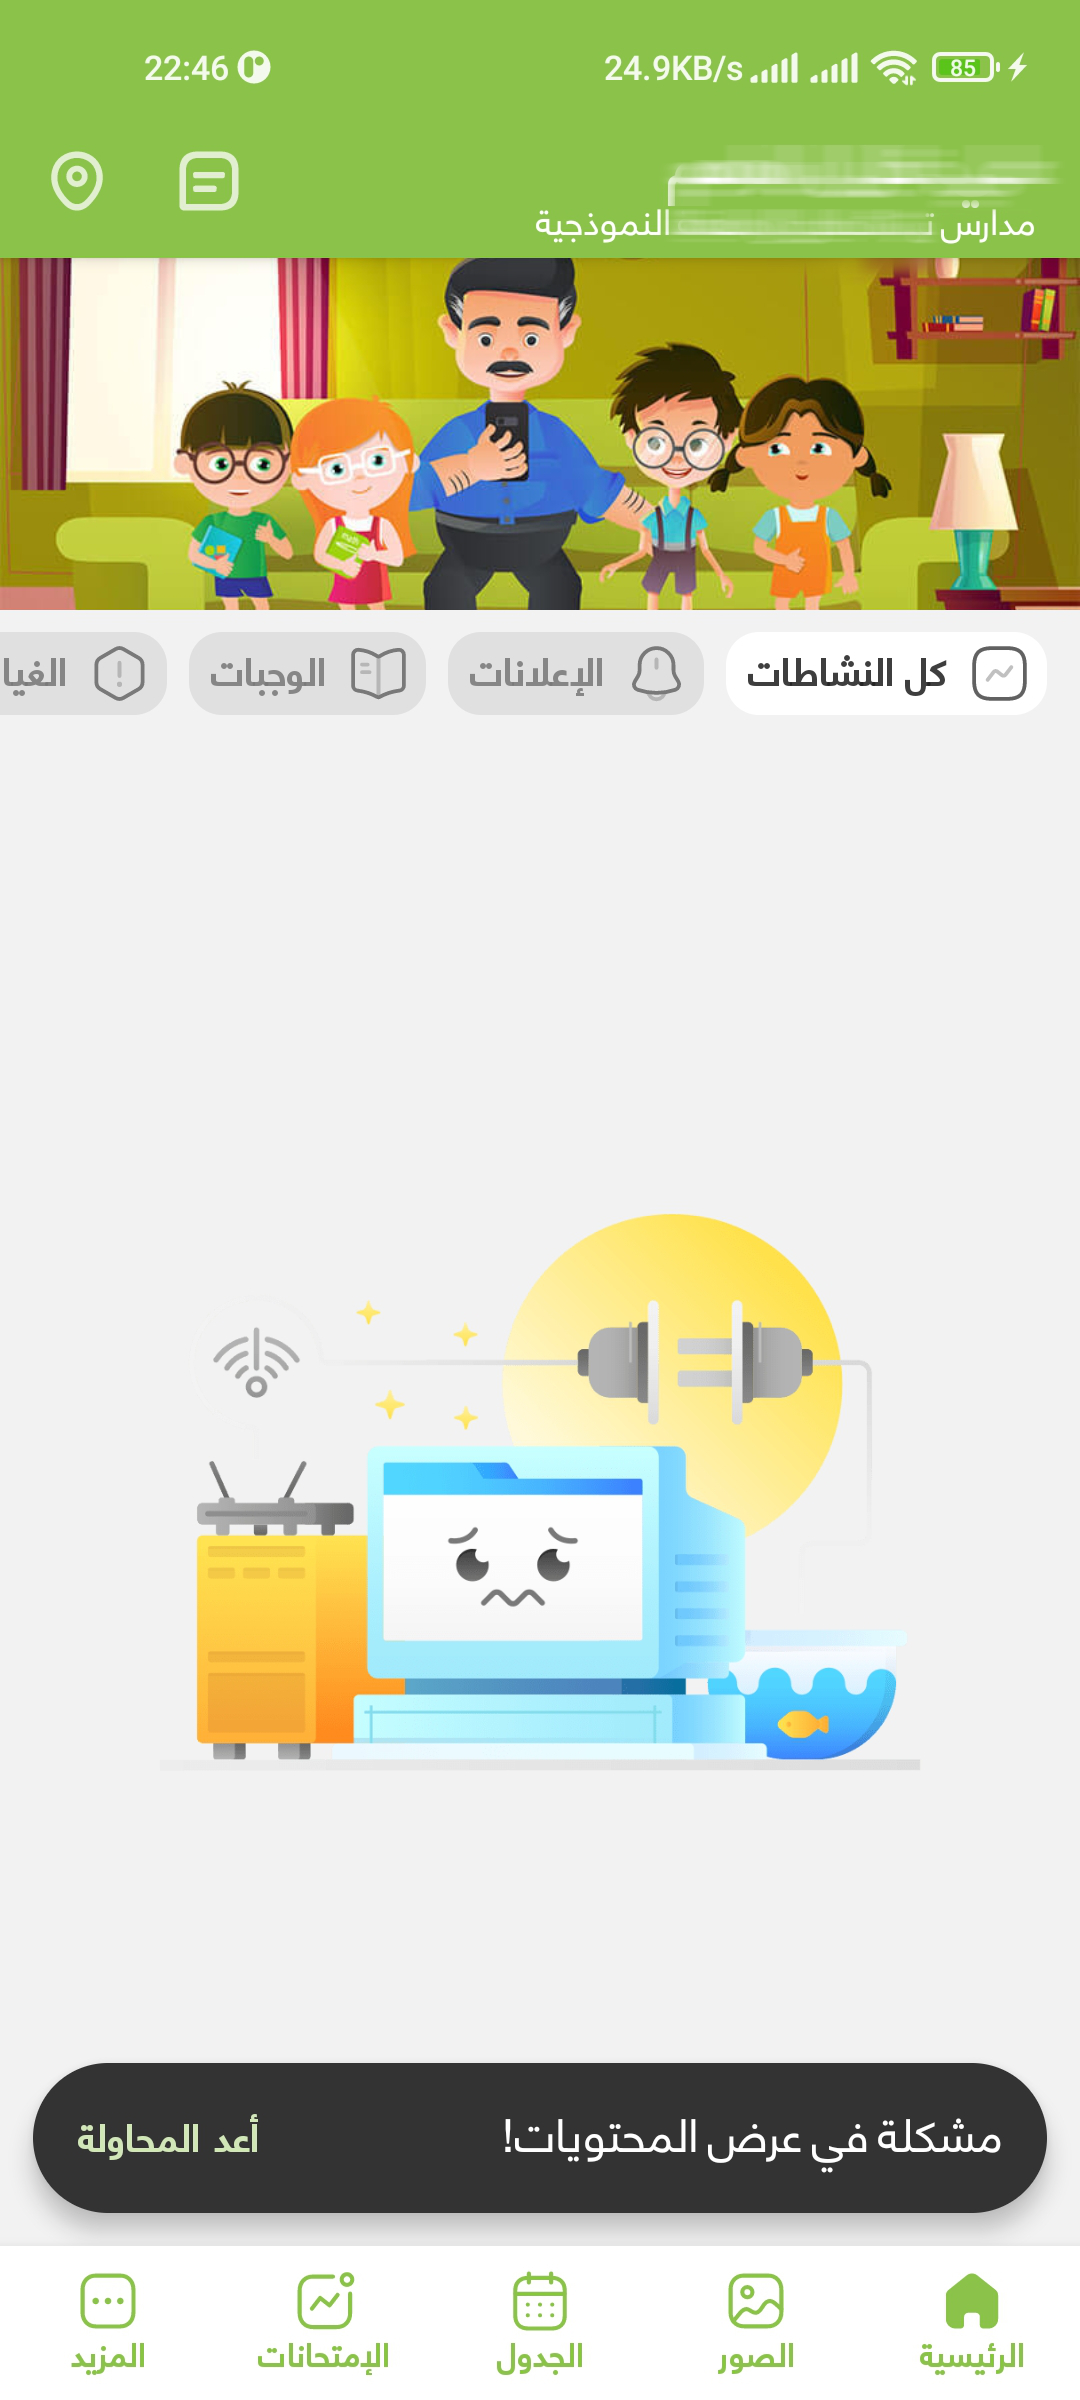 22:46
24.9KB/s
85
مدارس
النموذجية
كل النشاطات
الإعلانات
الوجبات
الغيا
math
مشكلة في عرض المحتويات!
أعد المحاولة
الرئيسية
الصور
الجدول
الإمتحانات
المزيد